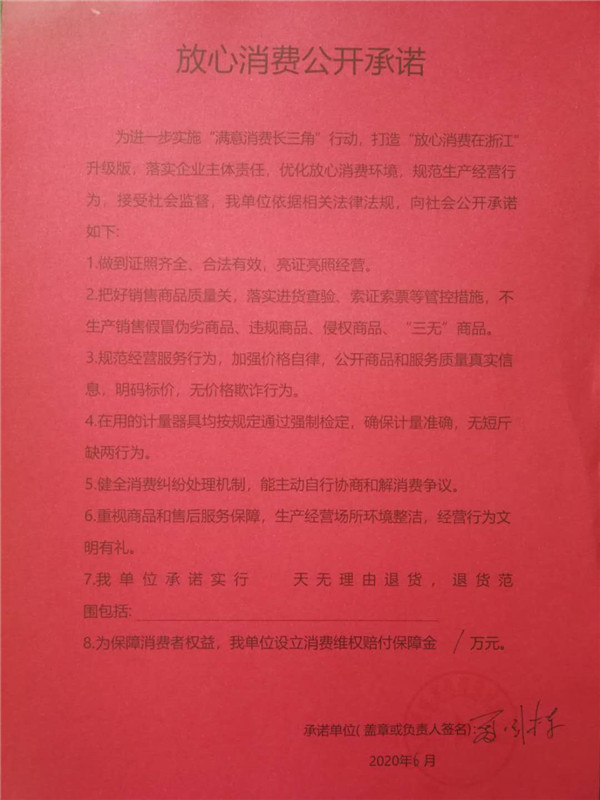 放心消费公开承诺
为进一步实施“满意消费长三角”行动，打造“放心消费在浙江”
升级版，落实企业主体责任，优化放心消费环境，规范生产经营行
为，接受社会监督，我单位依据相关法律法规，向社会公开承诺
如下:
1.做到证照齐全、合法有效，亮证亮照经营。
2.把好销售商品质量关，落实进货查验、索证索票等管控措施，不
生产销售假冒伪劣商品、违规商品、侵权商品、“三无”商品。
3.规范经营服务行为，加强价格自律，公开商品和服务质量真实信
息，明码标价，无价格欺诈行为。
4.在用的计量器具均按规定通过强制检定，确保计量准确，无短斤
缺两行为。
5.健全消费纠纷处理机制，能主动自行协商和解消费争议。
6.重视商品和售后服务保障，生产经营场所环境整洁，经营行为文
明有礼。
7.我单位承诺实行 天无理由退货，退货范
围包括:
8.为保障消费者权益，我单位设立消费维权赔付保障金 / 万元。
承诺单位(盖章或负责人签名):
2020年6月